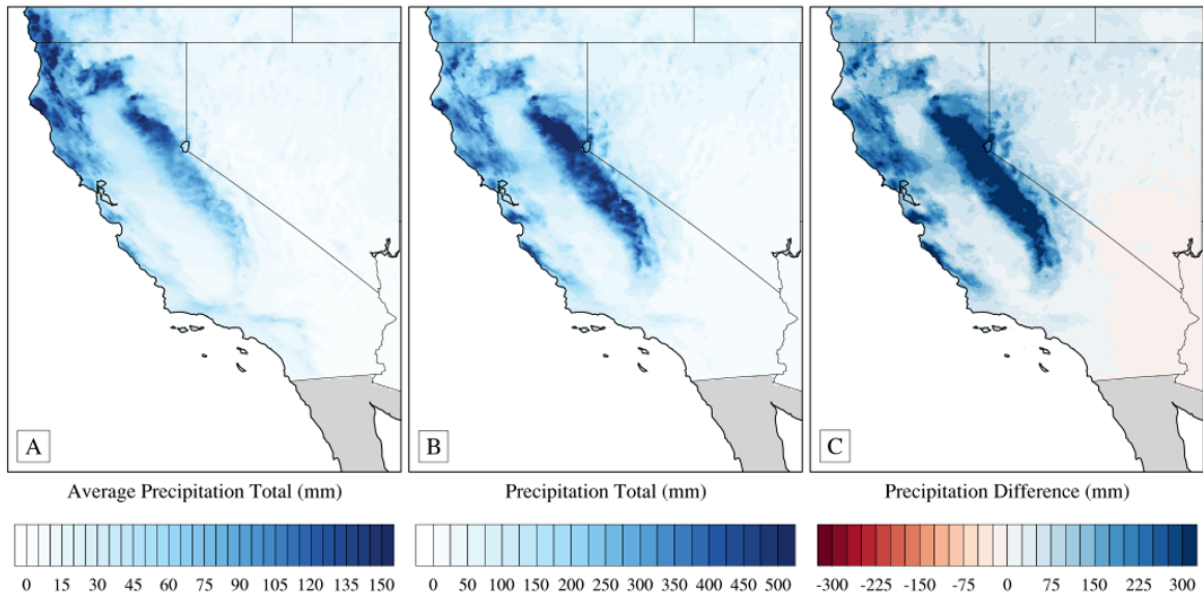 A
B
C
Average Precipitation Total (mm)
Precipitation Total (mm)
Precipitation Difference (mm)
0 15 30 45 60 75 90 105 120 135 150
0 50 100 150 200 250 300 350 400 450 500
-300 -225 -150 -75 0 75 150 225 300